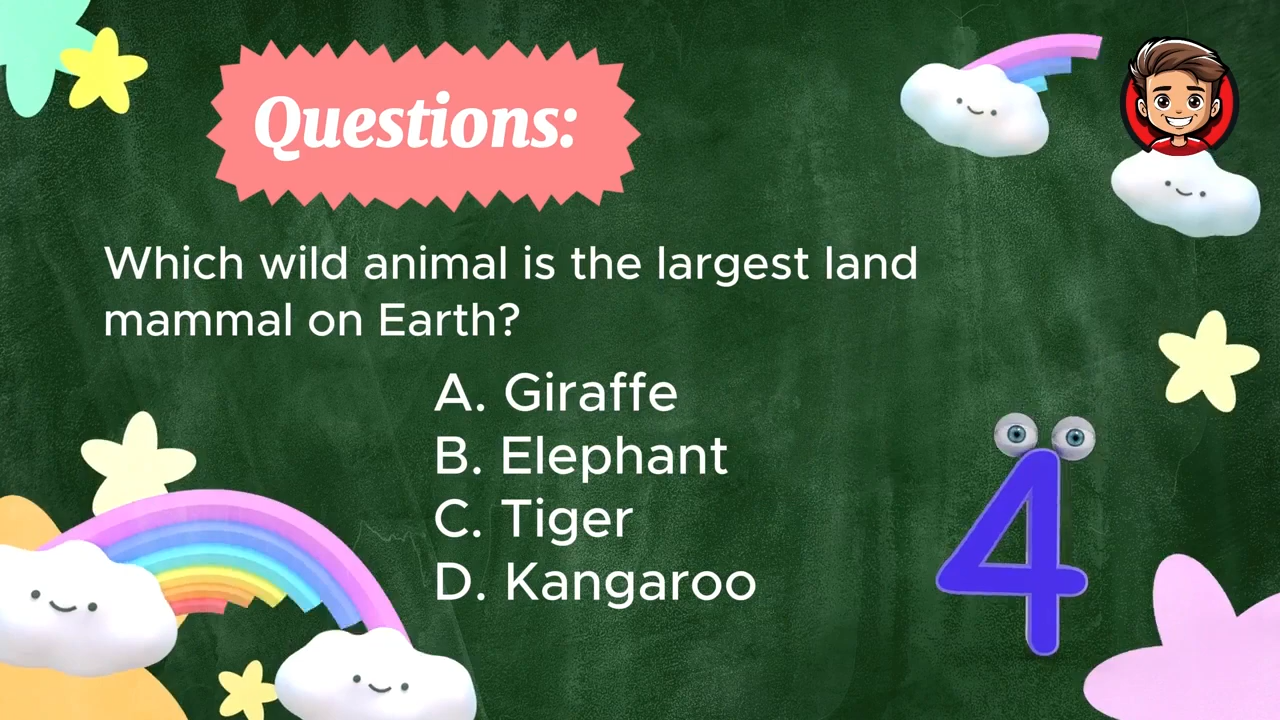 Questions:
Which wild animal is the largest land
mammal on Earth?
A. Giraffe
B. Elephant
C. Tiger
D. Kangaroo
4